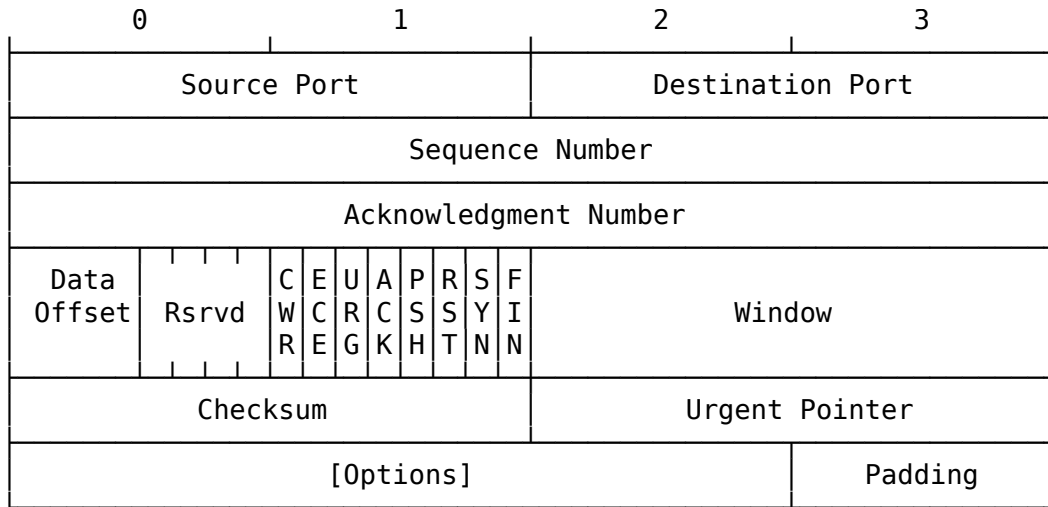 0 1 2 3
Source Port Destination Port
Sequence Number
Acknowledgment Number
Data C E U A P R S F
Offset Rsrvd W C R C S S Y I Window
R E G K H T N N
Checksum Urgent Pointer
[Options] Padding